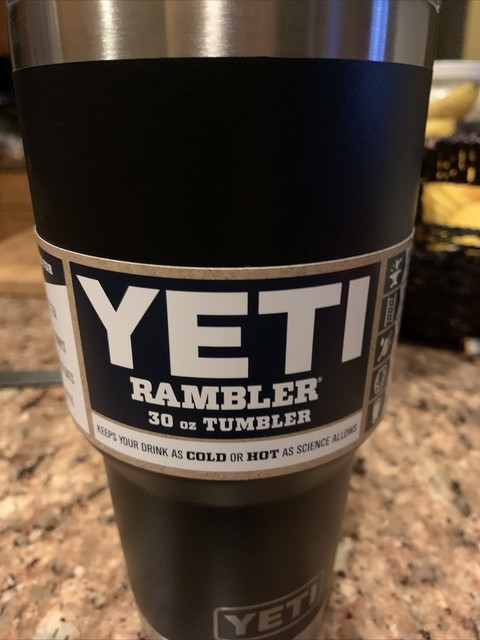 YETI
RAMBLER®
30 oz TUMBLER
KEEPS YOUR DRINK AS COLD OR HOT AS SCIENCE ALLOWS
YETI